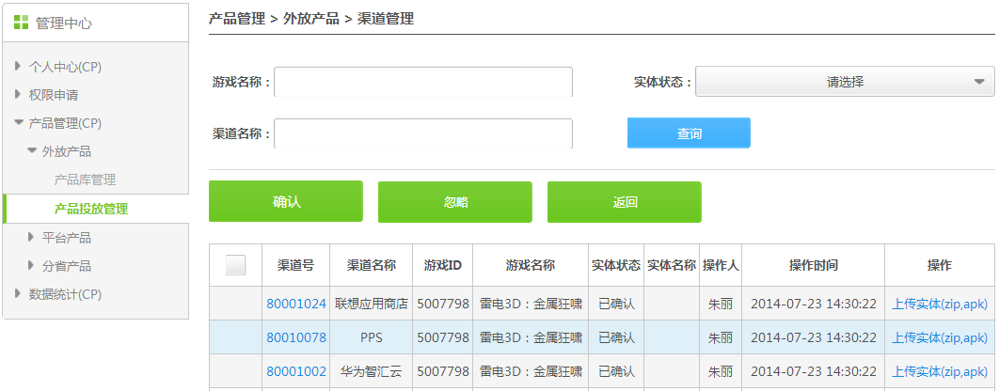 管理中心
个人中心(CP)
权限申请
产品管理(CP)
外放产品
产品库管理
产品投放管理
平台产品
分省产品
数据统计(CP)
产品管理 > 外放产品 > 渠道管理
游戏名称： 实体状态： 请选择
渠道名称： 查询
确认 忽略 返回
渠道号 渠道名称 游戏ID 游戏名称 实体状态 实体名称 操作人 操作时间 操作
80001024 联想应用商店 5007798 雷电3D：金属狂啸 已确认 朱丽 2014-07-23 14:30:22 上传实体(zip,apk)
80010078 PPS 5007798 雷电3D：金属狂啸 已确认 朱丽 2014-07-23 14:30:22 上传实体(zip,apk)
80001002 华为智汇云 5007798 雷电3D：金属狂啸 已确认 朱丽 2014-07-23 14:30:22 上传实体(zip,apk)